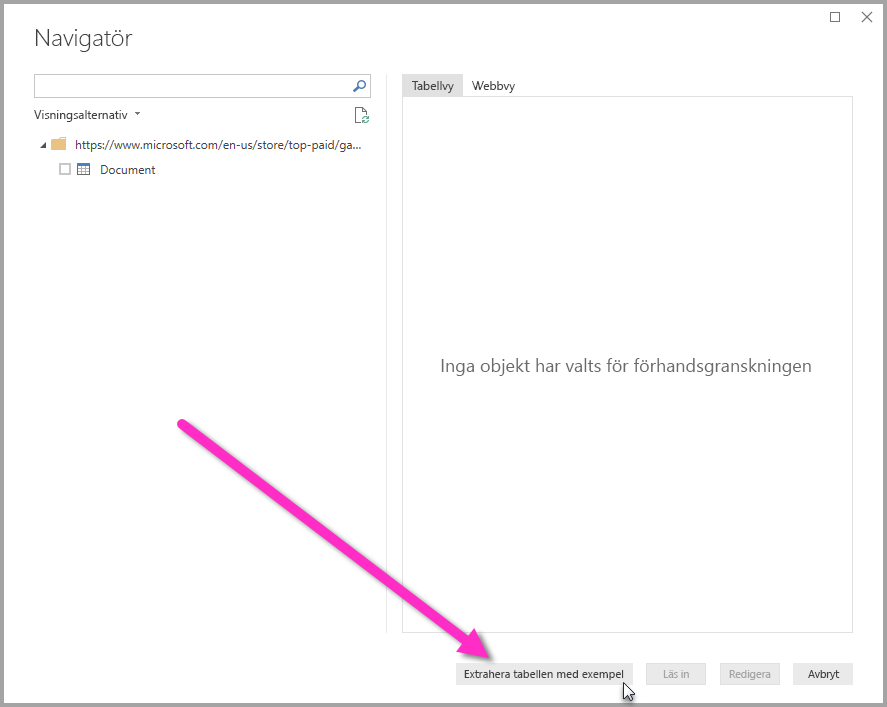 Navigatör
Tabellvy Webbvy
Visningsalternativ
https://www.microsoft.com/en-us/store/top-paid/ga...
Document
Inga objekt har valts för förhandsgranskningen
Extrahera tabellen med exempel Läs in Redigera Avbryt